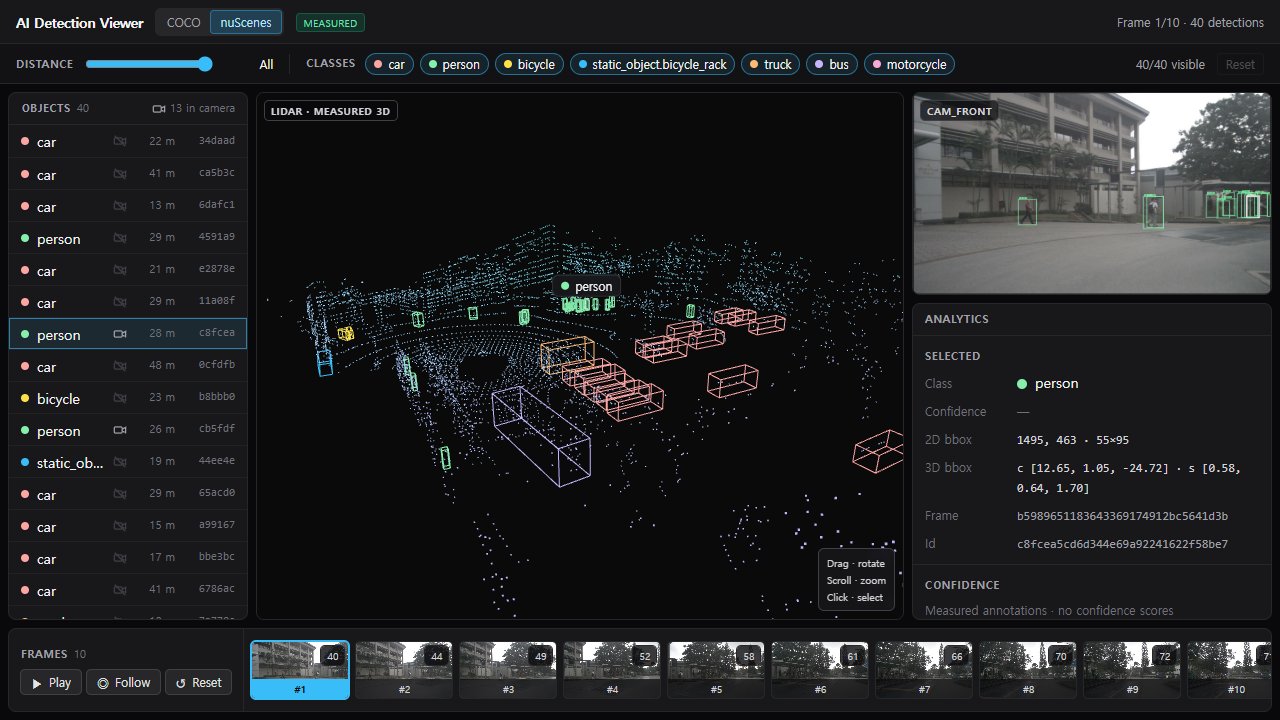 AI Detection Viewer COCO nuScenes MEASURED Frame 1/10 · 40 detections
DISTANCE All CLASSES car person bicycle static_object.bicycle_rack truck bus motorcycle 40/40 visible Reset
OBJECTS 40 13 in camera
car 22 m 34daad
car 41 m ca5b3c
car 13 m 6dafc1
person 29 m 4591a9
car 21 m e2878e
car 29 m 11a08f
person 28 m c8fcea
car 48 m 0cfdfb
bicycle 23 m b8bbb0
person 26 m cb5fdf
static_ob... 19 m 44ee4e
car 29 m 65acd0
car 15 m a99167
car 17 m bbe3bc
car 41 m 6786ac
LIDAR · MEASURED 3D
person
Drag · rotate
Scroll · zoom
Click · select
CAM_FRONT
ANALYTICS
SELECTED
Class person
Confidence —
2D bbox 1495, 463 · 55×95
3D bbox c [12.65, 1.05, -24.72] · s [0.58,
0.64, 1.70]
Frame b5989651183643369174912bc5641d3b
Id c8fcea5cd6d344e69a92241622f58be7
CONFIDENCE
Measured annotations · no confidence scores
FRAMES 10
Play Follow Reset
40 44 49 52 58 61 66 70 72
#1 #2 #3 #4 #5 #6 #7 #8 #9 #10